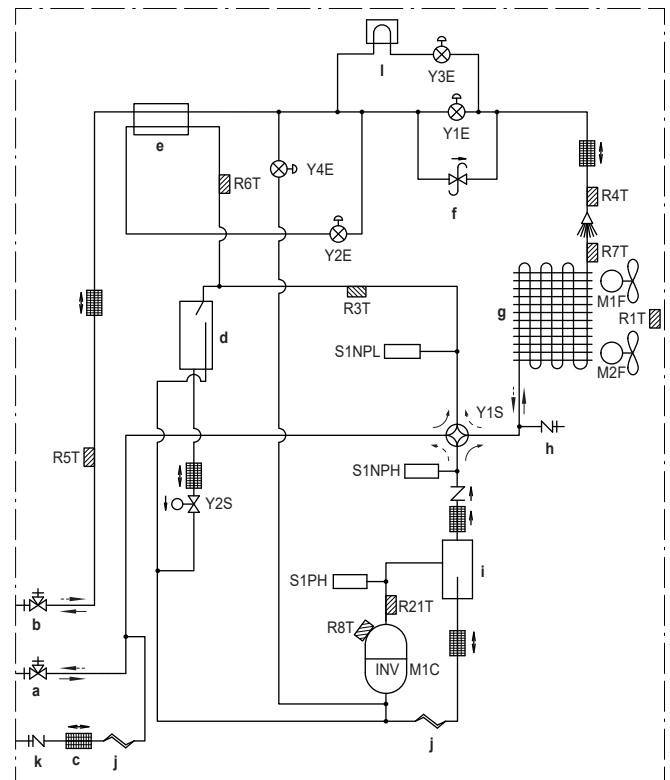 l
Y3E
Y1E
e
R6T
Y4E
f
R4T
Y2E
R7T
g
M1F
R1T
M2F
d
R3T
S1NPL
Y1S
h
R5T
S1NPH
Y2S
i
S1PH
R21T
R8T
b
INV
M1C
a
j
k
c
j